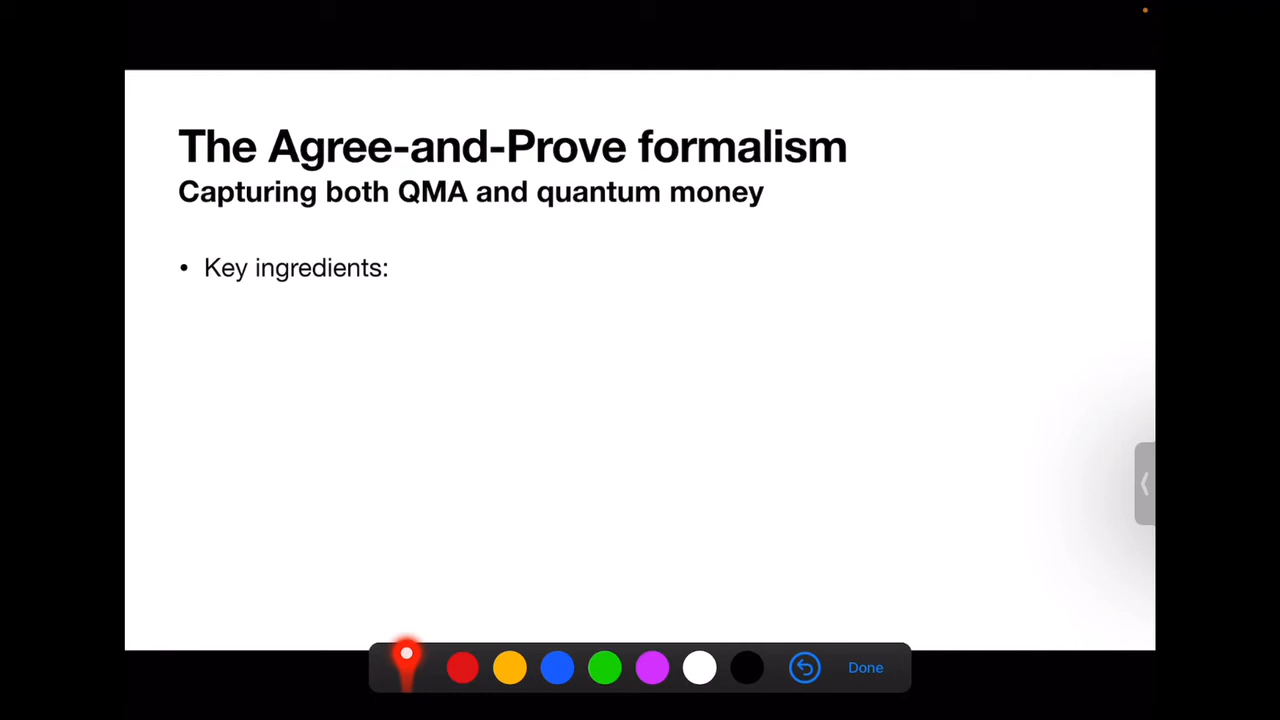 The Agree-and-Prove formalism
Capturing both QMA and quantum money
• Key ingredients:
Done